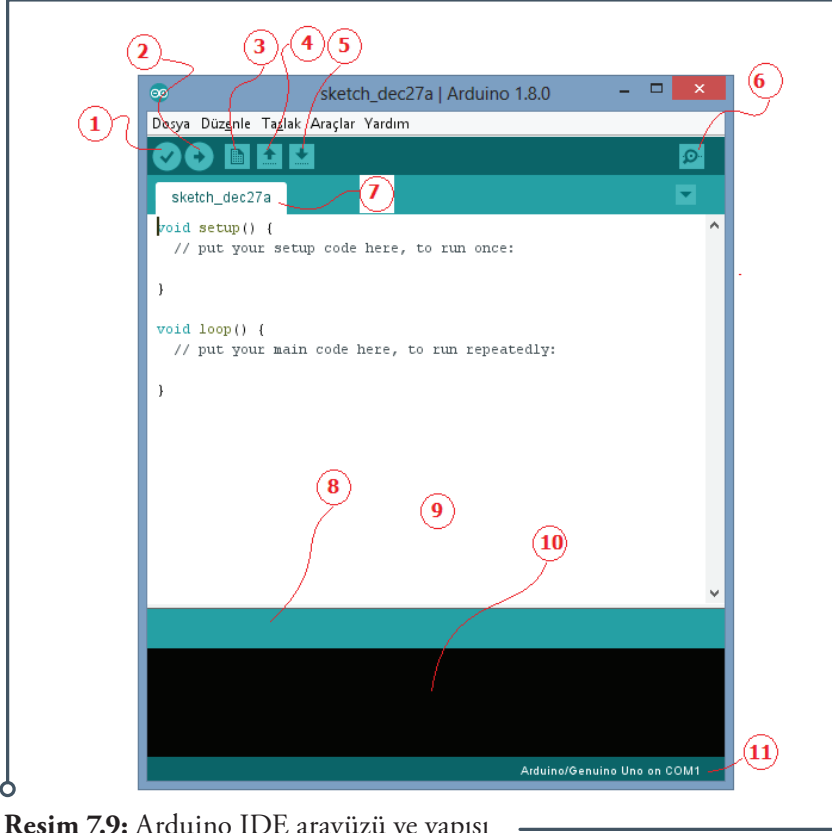 3 4 5
2
6
1
sketch_dec27a | Arduino 1.8.0
Dosya Düzenle Taslak Araçlar Yardım
7
sketch_dec27a
void setup() {
// put your setup code here, to run once:
}
void loop() {
// put your main code here, to run repeatedly:
}
8
9
10
11
Arduino/Genuino Uno on COM1
Resim 7.9: Arduino IDE arayüzü ve yapısı